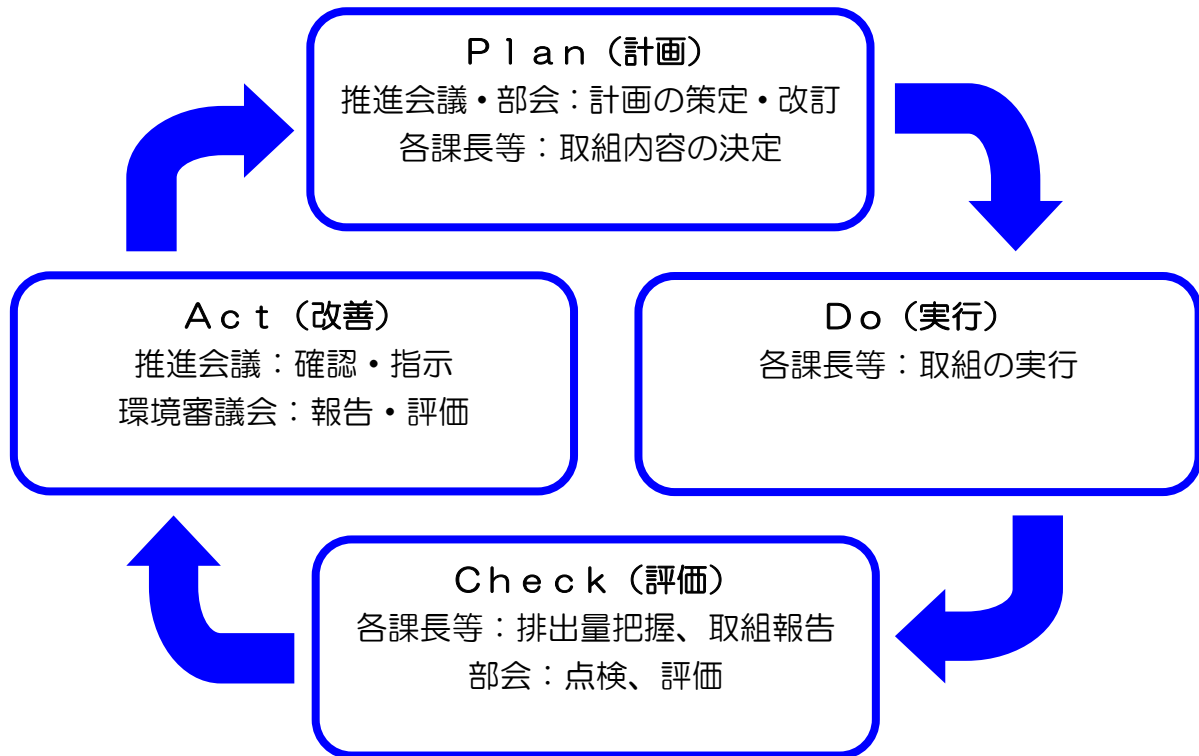 Ｐｌａｎ（計画）
推進会議・部会：計画の策定・改訂
各課長等：取組内容の決定
Ｄｏ（実行）
各課長等：取組の実行
Ｃｈｅｃｋ（評価）
各課長等：排出量把握、取組報告
部会：点検、評価
Ａｃｔ（改善）
推進会議：確認・指示
環境審議会：報告・評価